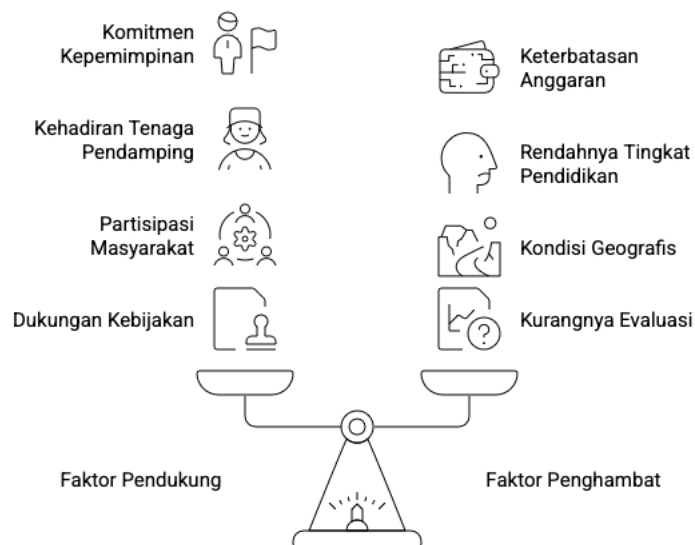 Komitmen
Kepemimpinan
Kehadiran Tenaga
Pendamping
Partisipasi
Masyarakat
Dukungan Kebijakan
Keterbatasan
Anggaran
Rendahnya Tingkat
Pendidikan
Kondisi Geografis
Kurangnya Evaluasi
Faktor Pendukung
Faktor Penghambat